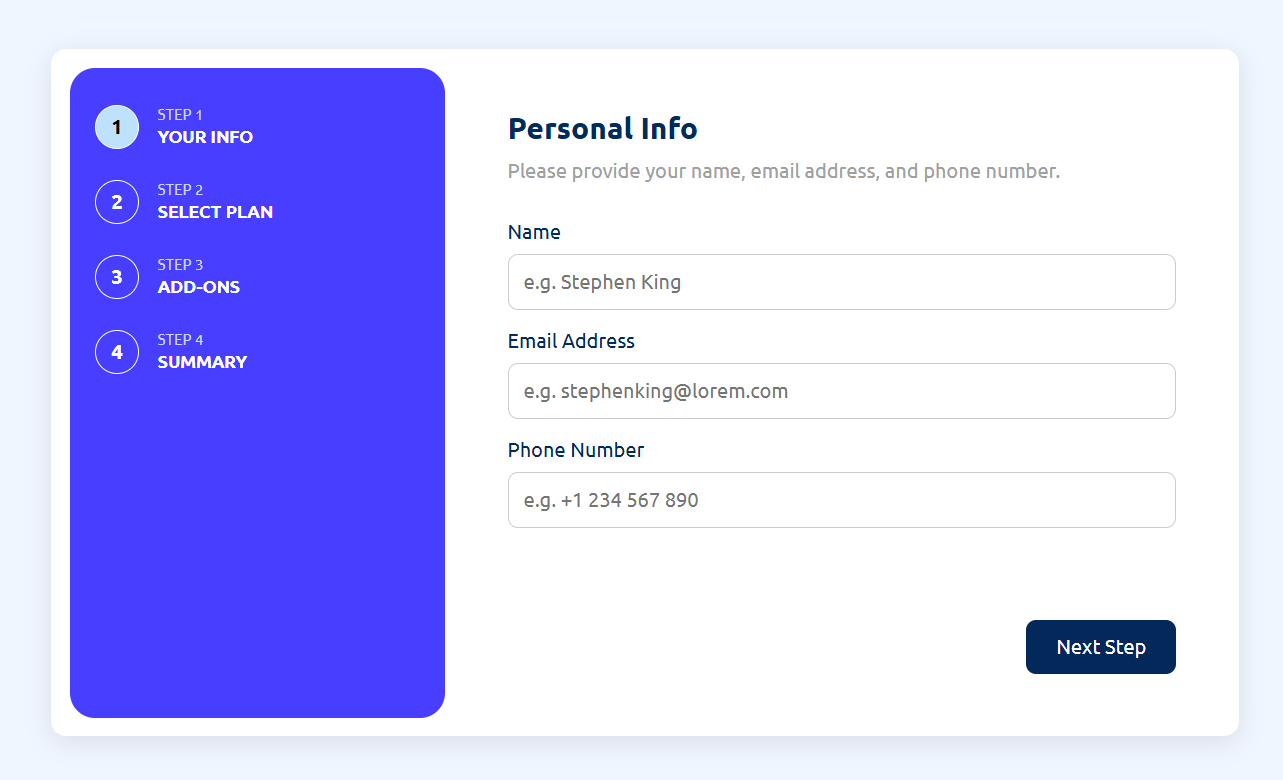 1
STEP 1
YOUR INFO
2
STEP 2
SELECT PLAN
3
STEP 3
ADD-ONS
4
STEP 4
SUMMARY
Personal Info
Please provide your name, email address, and phone number.
Name
e.g. Stephen King
Email Address
e.g. stephenking@lorem.com
Phone Number
e.g. +1 234 567 890
Next Step